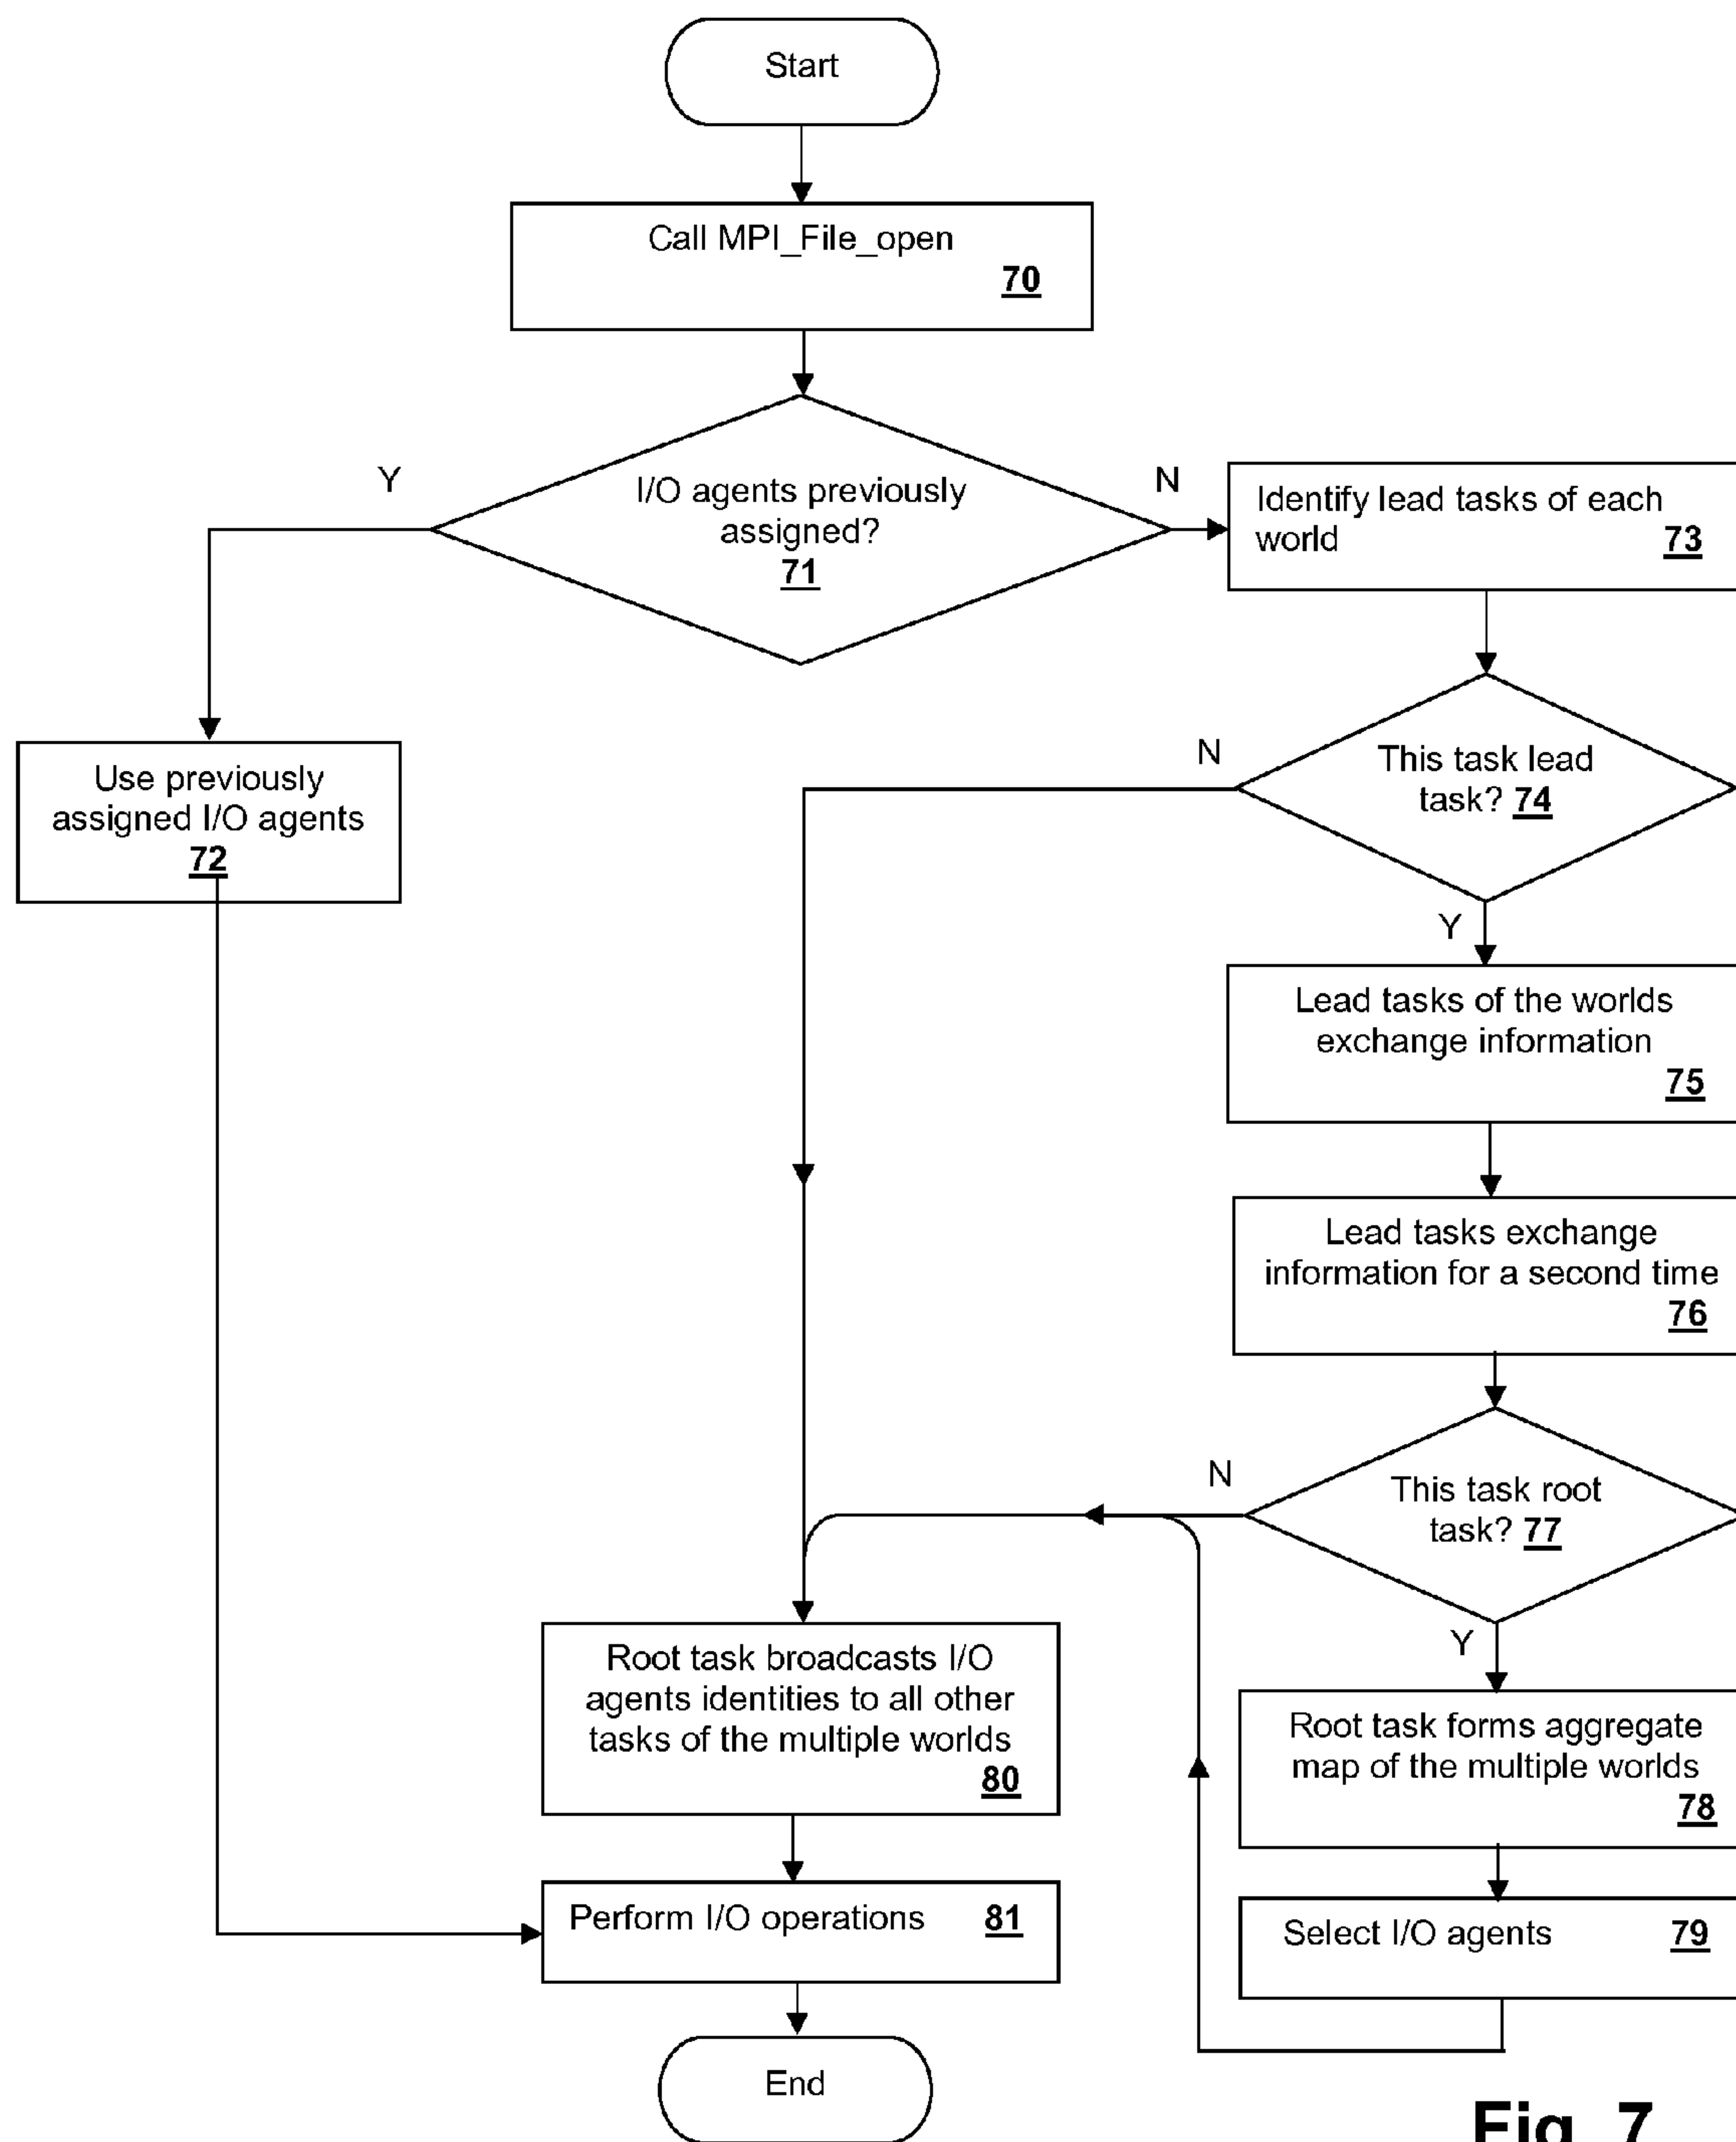 Start
Call MPI_File_open
70
Y
I/O agents previously
assigned?
71
N
Identify lead tasks of each
world 73
Use previously
assigned I/O agents
72
N
This task lead
task? 74
Y
Lead tasks of the worlds
exchange information
75
Lead tasks exchange
information for a second time
76
N
This task root
task? 77
Y
Root task broadcasts I/O
agents identities to all other
tasks of the multiple worlds
80
Root task forms aggregate
map of the multiple worlds
78
Perform I/O operations 81
Select I/O agents 79
End
Fig. 7